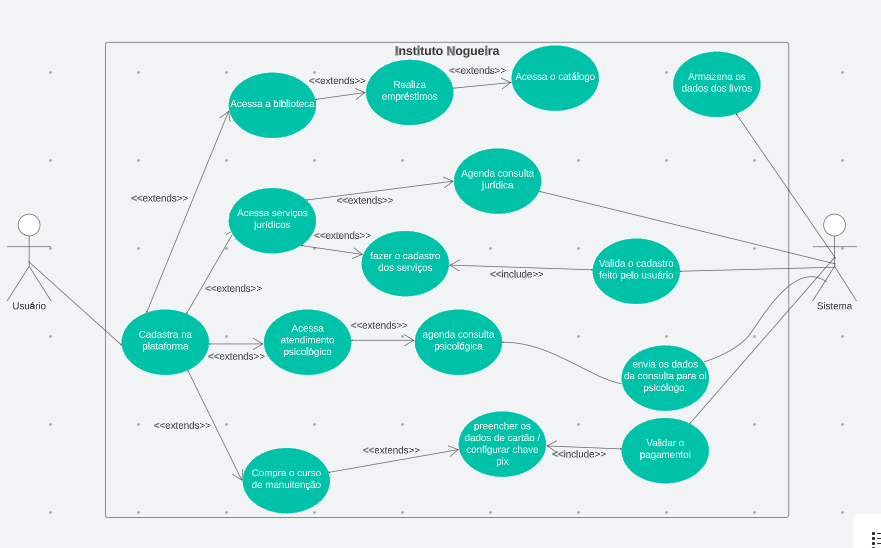 Instituto Nogueira
<<extends>>
<<extends>>
Acessa a biblioteca
Realiza
empréstimos
Acessa o catálogo
Armazena os
dados dos livros
<<extends>>
Agenda consulta
jurídica
<<extends>>
Acessa serviços
jurídicos
<<extends>>
fazer o cadastro
dos serviços
<<include>>
Valida o cadastro
feito pelo usuário
Usuário
Sistema
<<extends>>
Cadastra na
plataforma
<<extends>>
Acessa
atendimento
psicológico
<<extends>>
agenda consulta
psicológica
envia os dados
da consulta para oi
psicólogo.
<<extends>>
Compra o curso
de manuitenção
<<extends>>
preencher os
dados de cartão /
configurar chave
pix
<<include>>
Validar o
pagamentoi